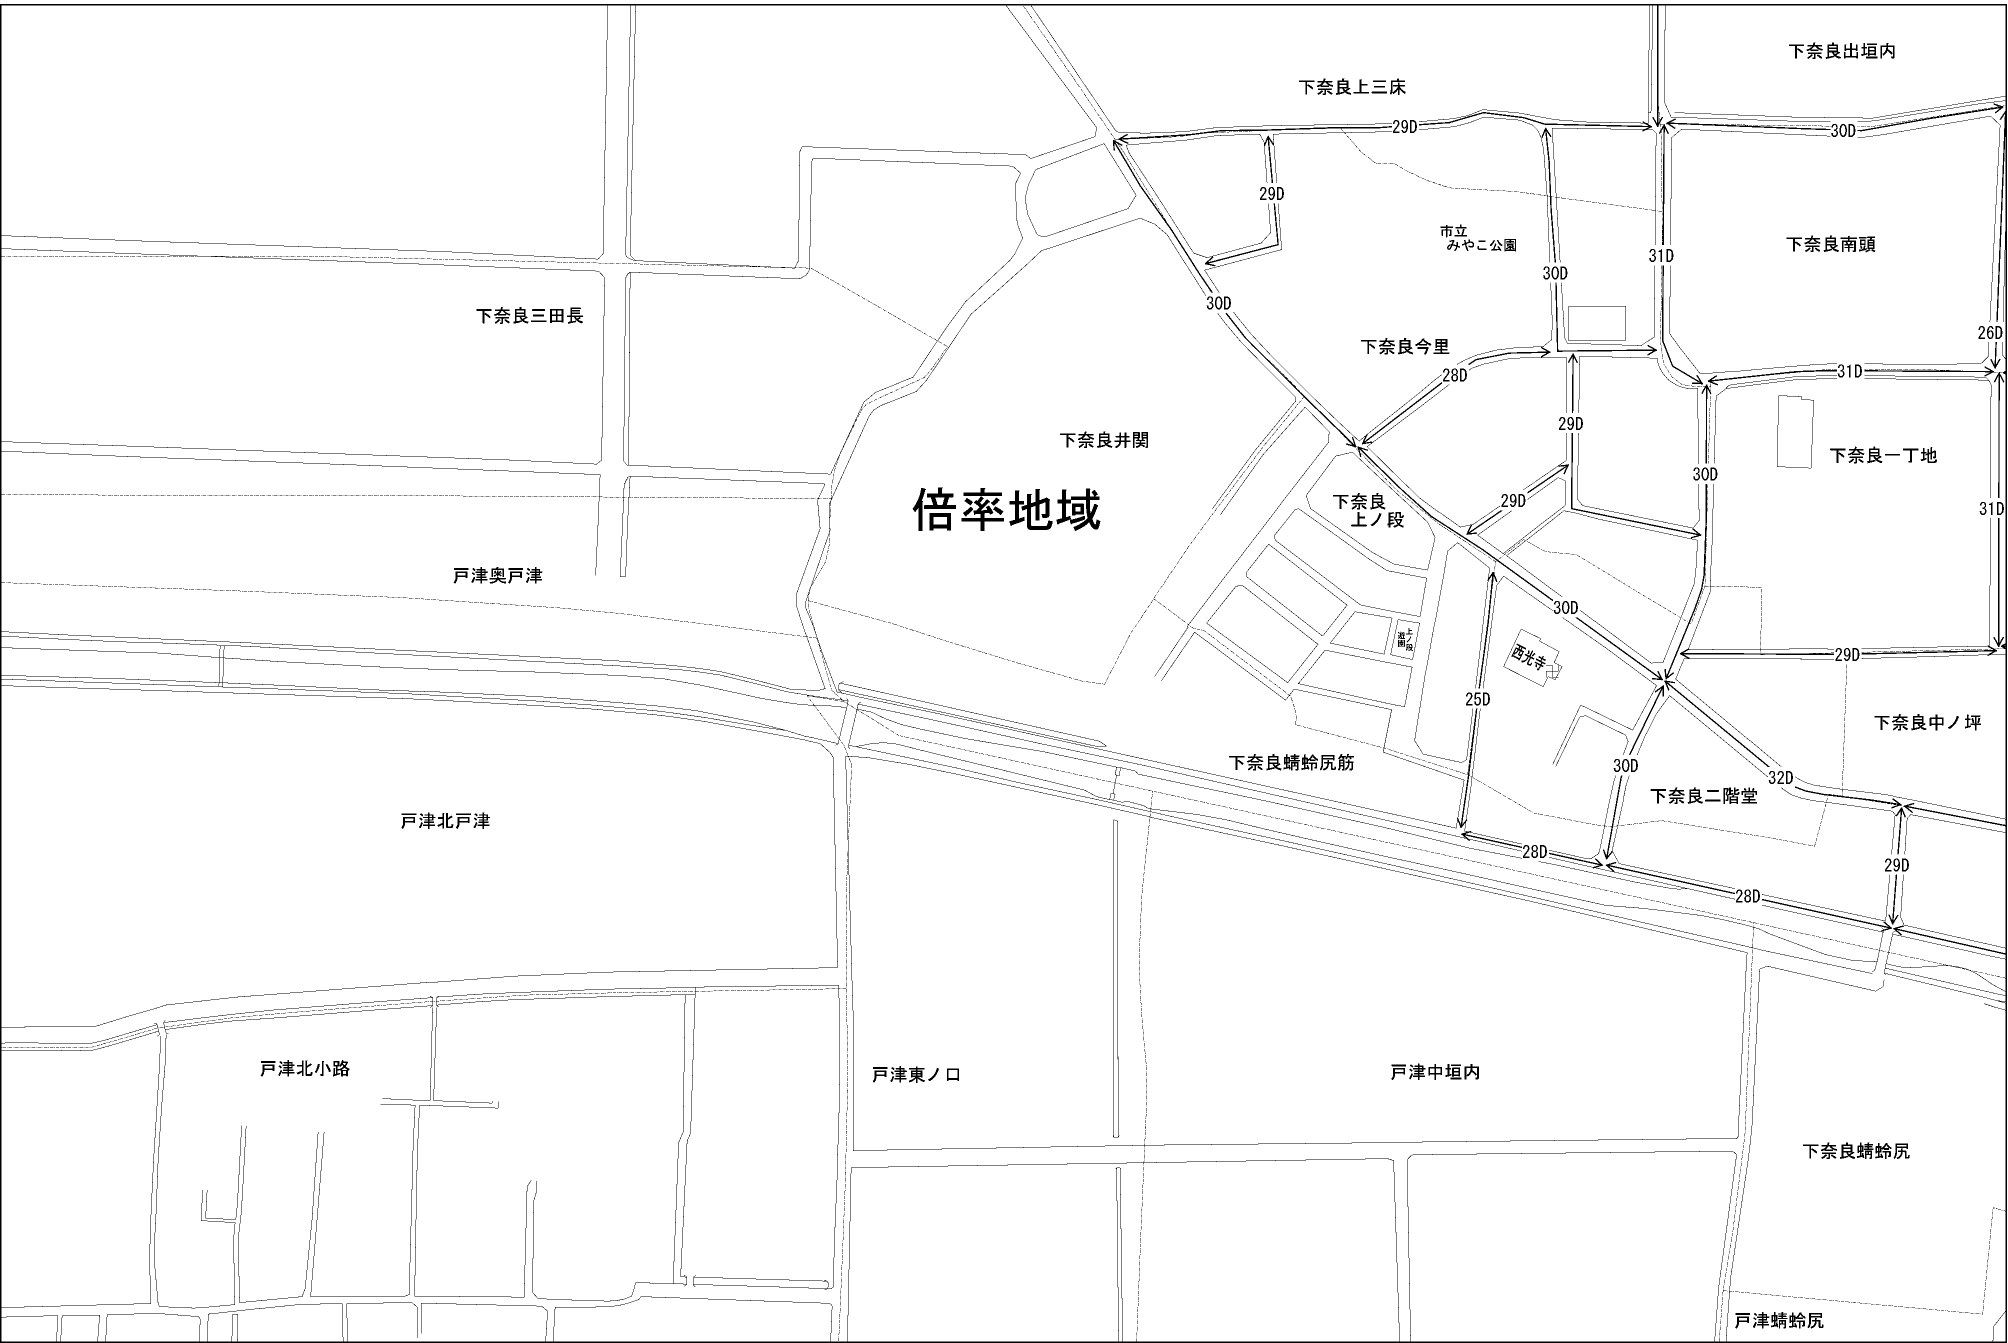 下奈良出垣内
下奈良上三床
29D
30D
29D
市立
みやこ公園
下奈良南頭
31D
30D
30D
下奈良三田長
26D
下奈良今里
28D
31D
29D
下奈良井関
下奈良一丁地
30D
倍率地域
下奈良
上ノ段
29D
31D
戸津奥戸津
30D
上ノ段
遊園
西光寺
29D
25D
下奈良中ノ坪
下奈良蜻蛉尻筋
30D
32D
下奈良二階堂
戸津北戸津
28D
29D
28D
戸津北小路
戸津東ノ口
戸津中垣内
下奈良蜻蛉尻
戸津蜻蛉尻